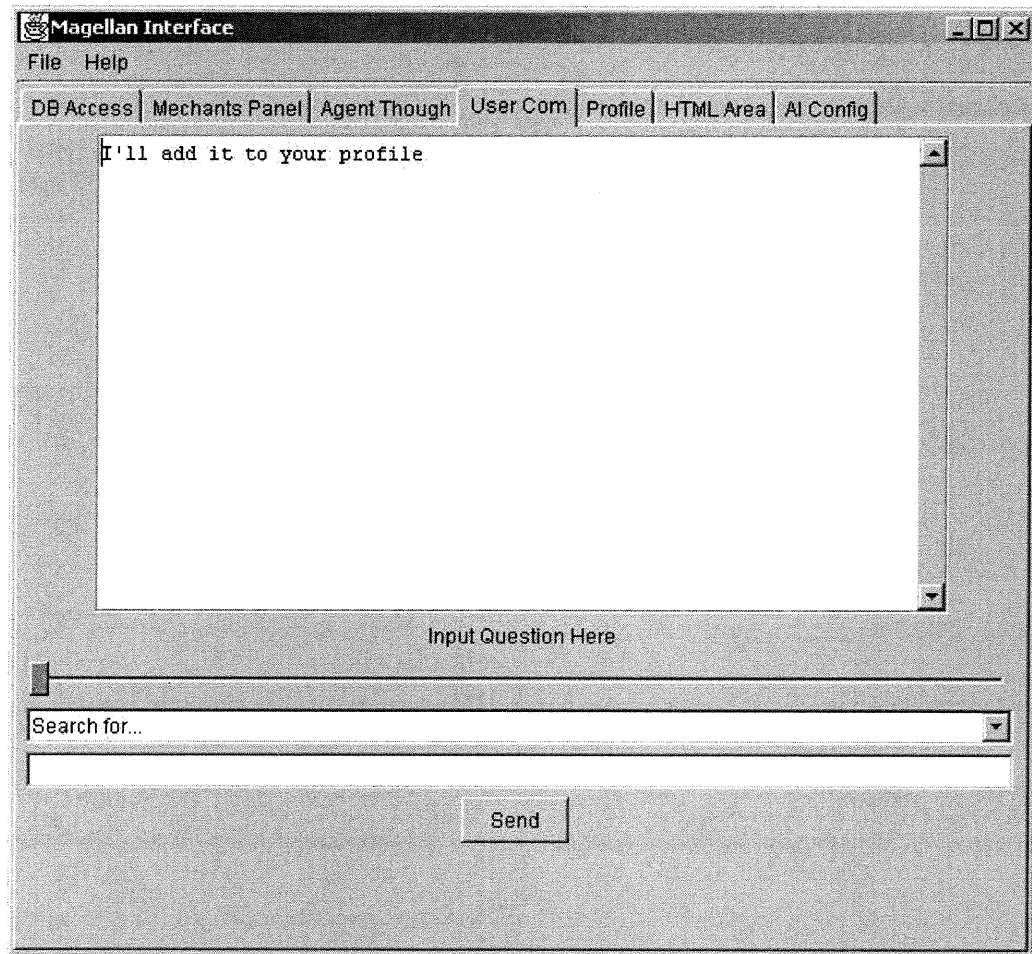 Magellan Interface
File Help
DB Access Mechants Panel Agent Though User Com Profile HTML Area AI Config
I'll add it to your profile
Input Question Here
Search for...
Send